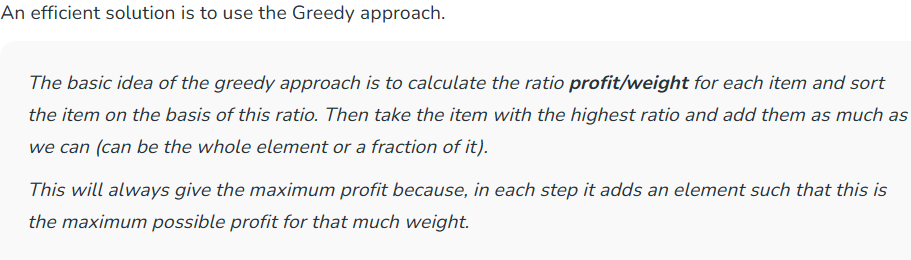 An efficient solution is to use the Greedy approach.
The basic idea of the greedy approach is to calculate the ratio profit/weight for each item and sort
the item on the basis of this ratio. Then take the item with the highest ratio and add them as much as
we can (can be the whole element or a fraction of it).
This will always give the maximum profit because, in each step it adds an element such that this is
the maximum possible profit for that much weight.